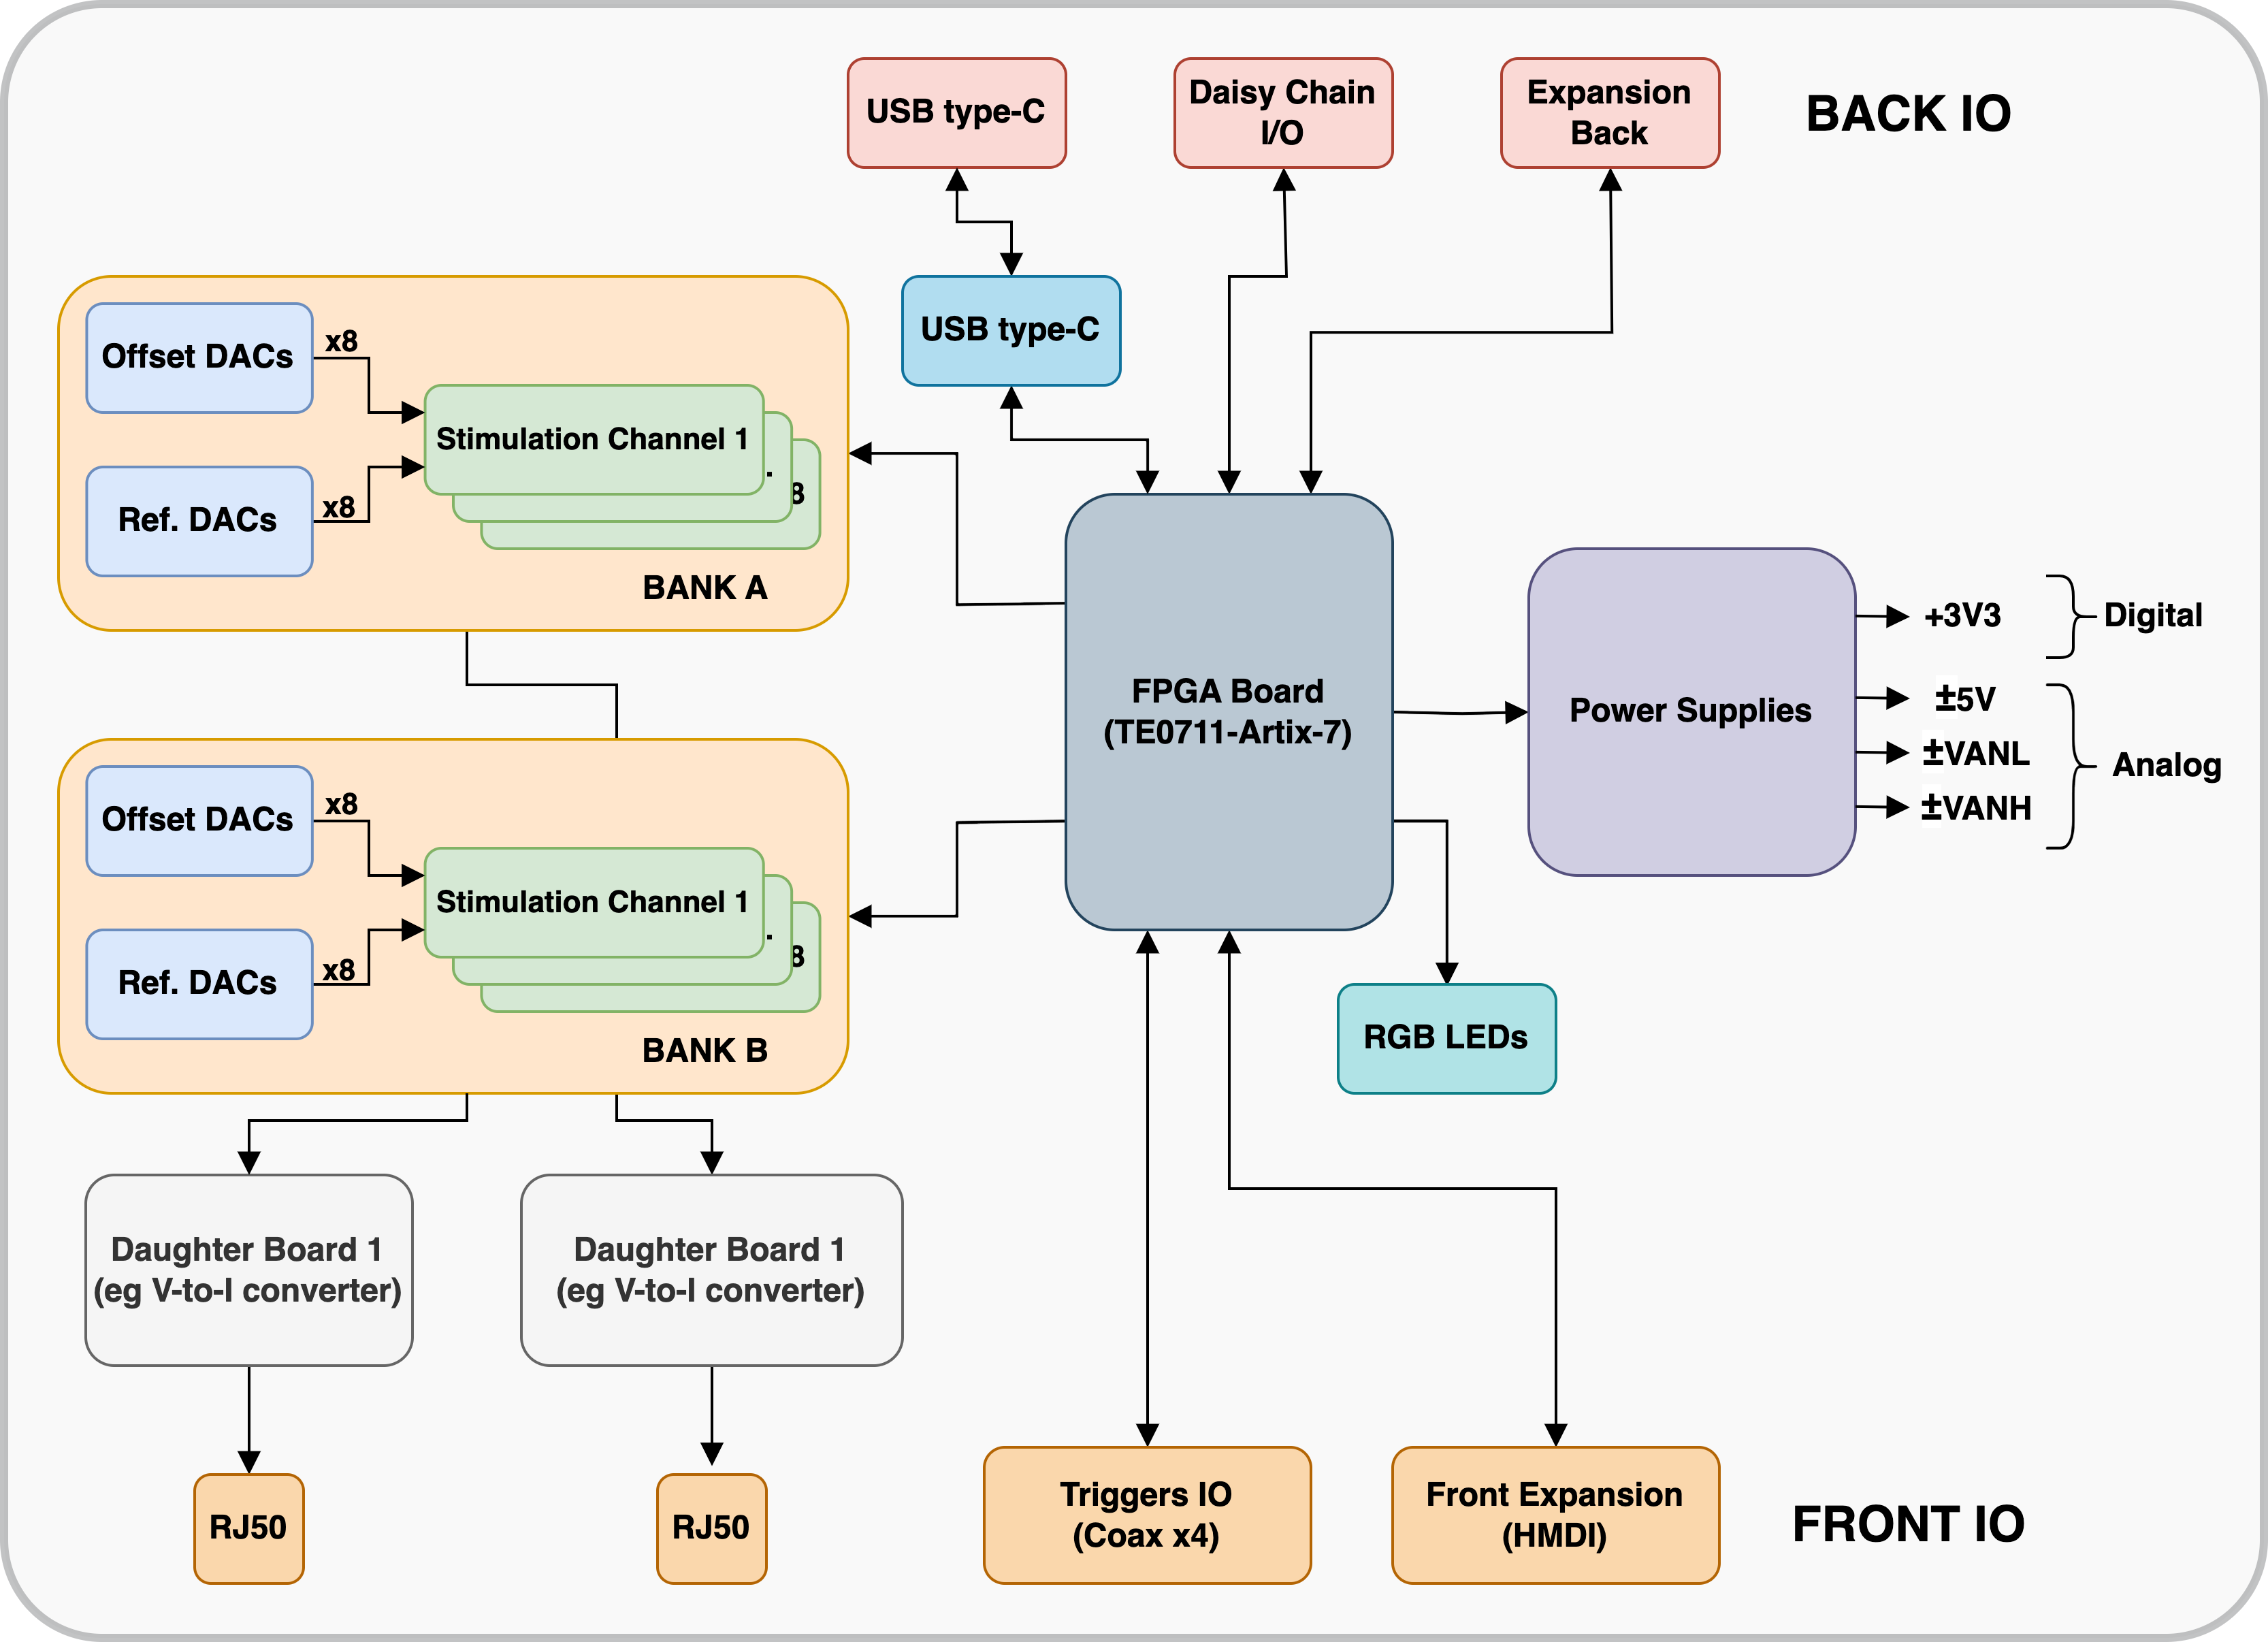 USB type-C
Daisy Chain
I/O
Expansion
Back
BACK IO
USB type-C
Offset DACs
x8
Stimulation Channel 1
.
8
Ref. DACs
x8
BANK A
FPGA Board
(TE0711-Artix-7)
Power Supplies
+3V3
Digital
±5V
±VANL
±VANH
Analog
Offset DACs
x8
Stimulation Channel 1
.
8
Ref. DACs
x8
BANK B
RGB LEDs
Daughter Board 1
(eg V-to-I converter)
Daughter Board 1
(eg V-to-I converter)
RJ50
RJ50
Triggers IO
(Coax x4)
Front Expansion
(HMDI)
FRONT IO